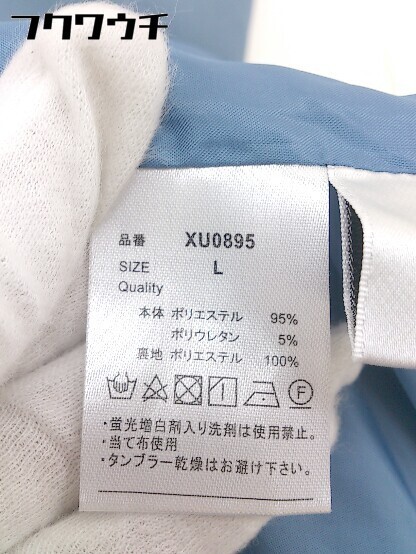 フクワウチ
品番 XU0895
SIZE L
Quality
本体 ポリエステル 95%
ポリウレタン 5%
裏地 ポリエステル 100%
F
・蛍光増白剤入り洗剤は使用禁止。
・当て布使用
・タンブラー乾燥はお避け下さい。